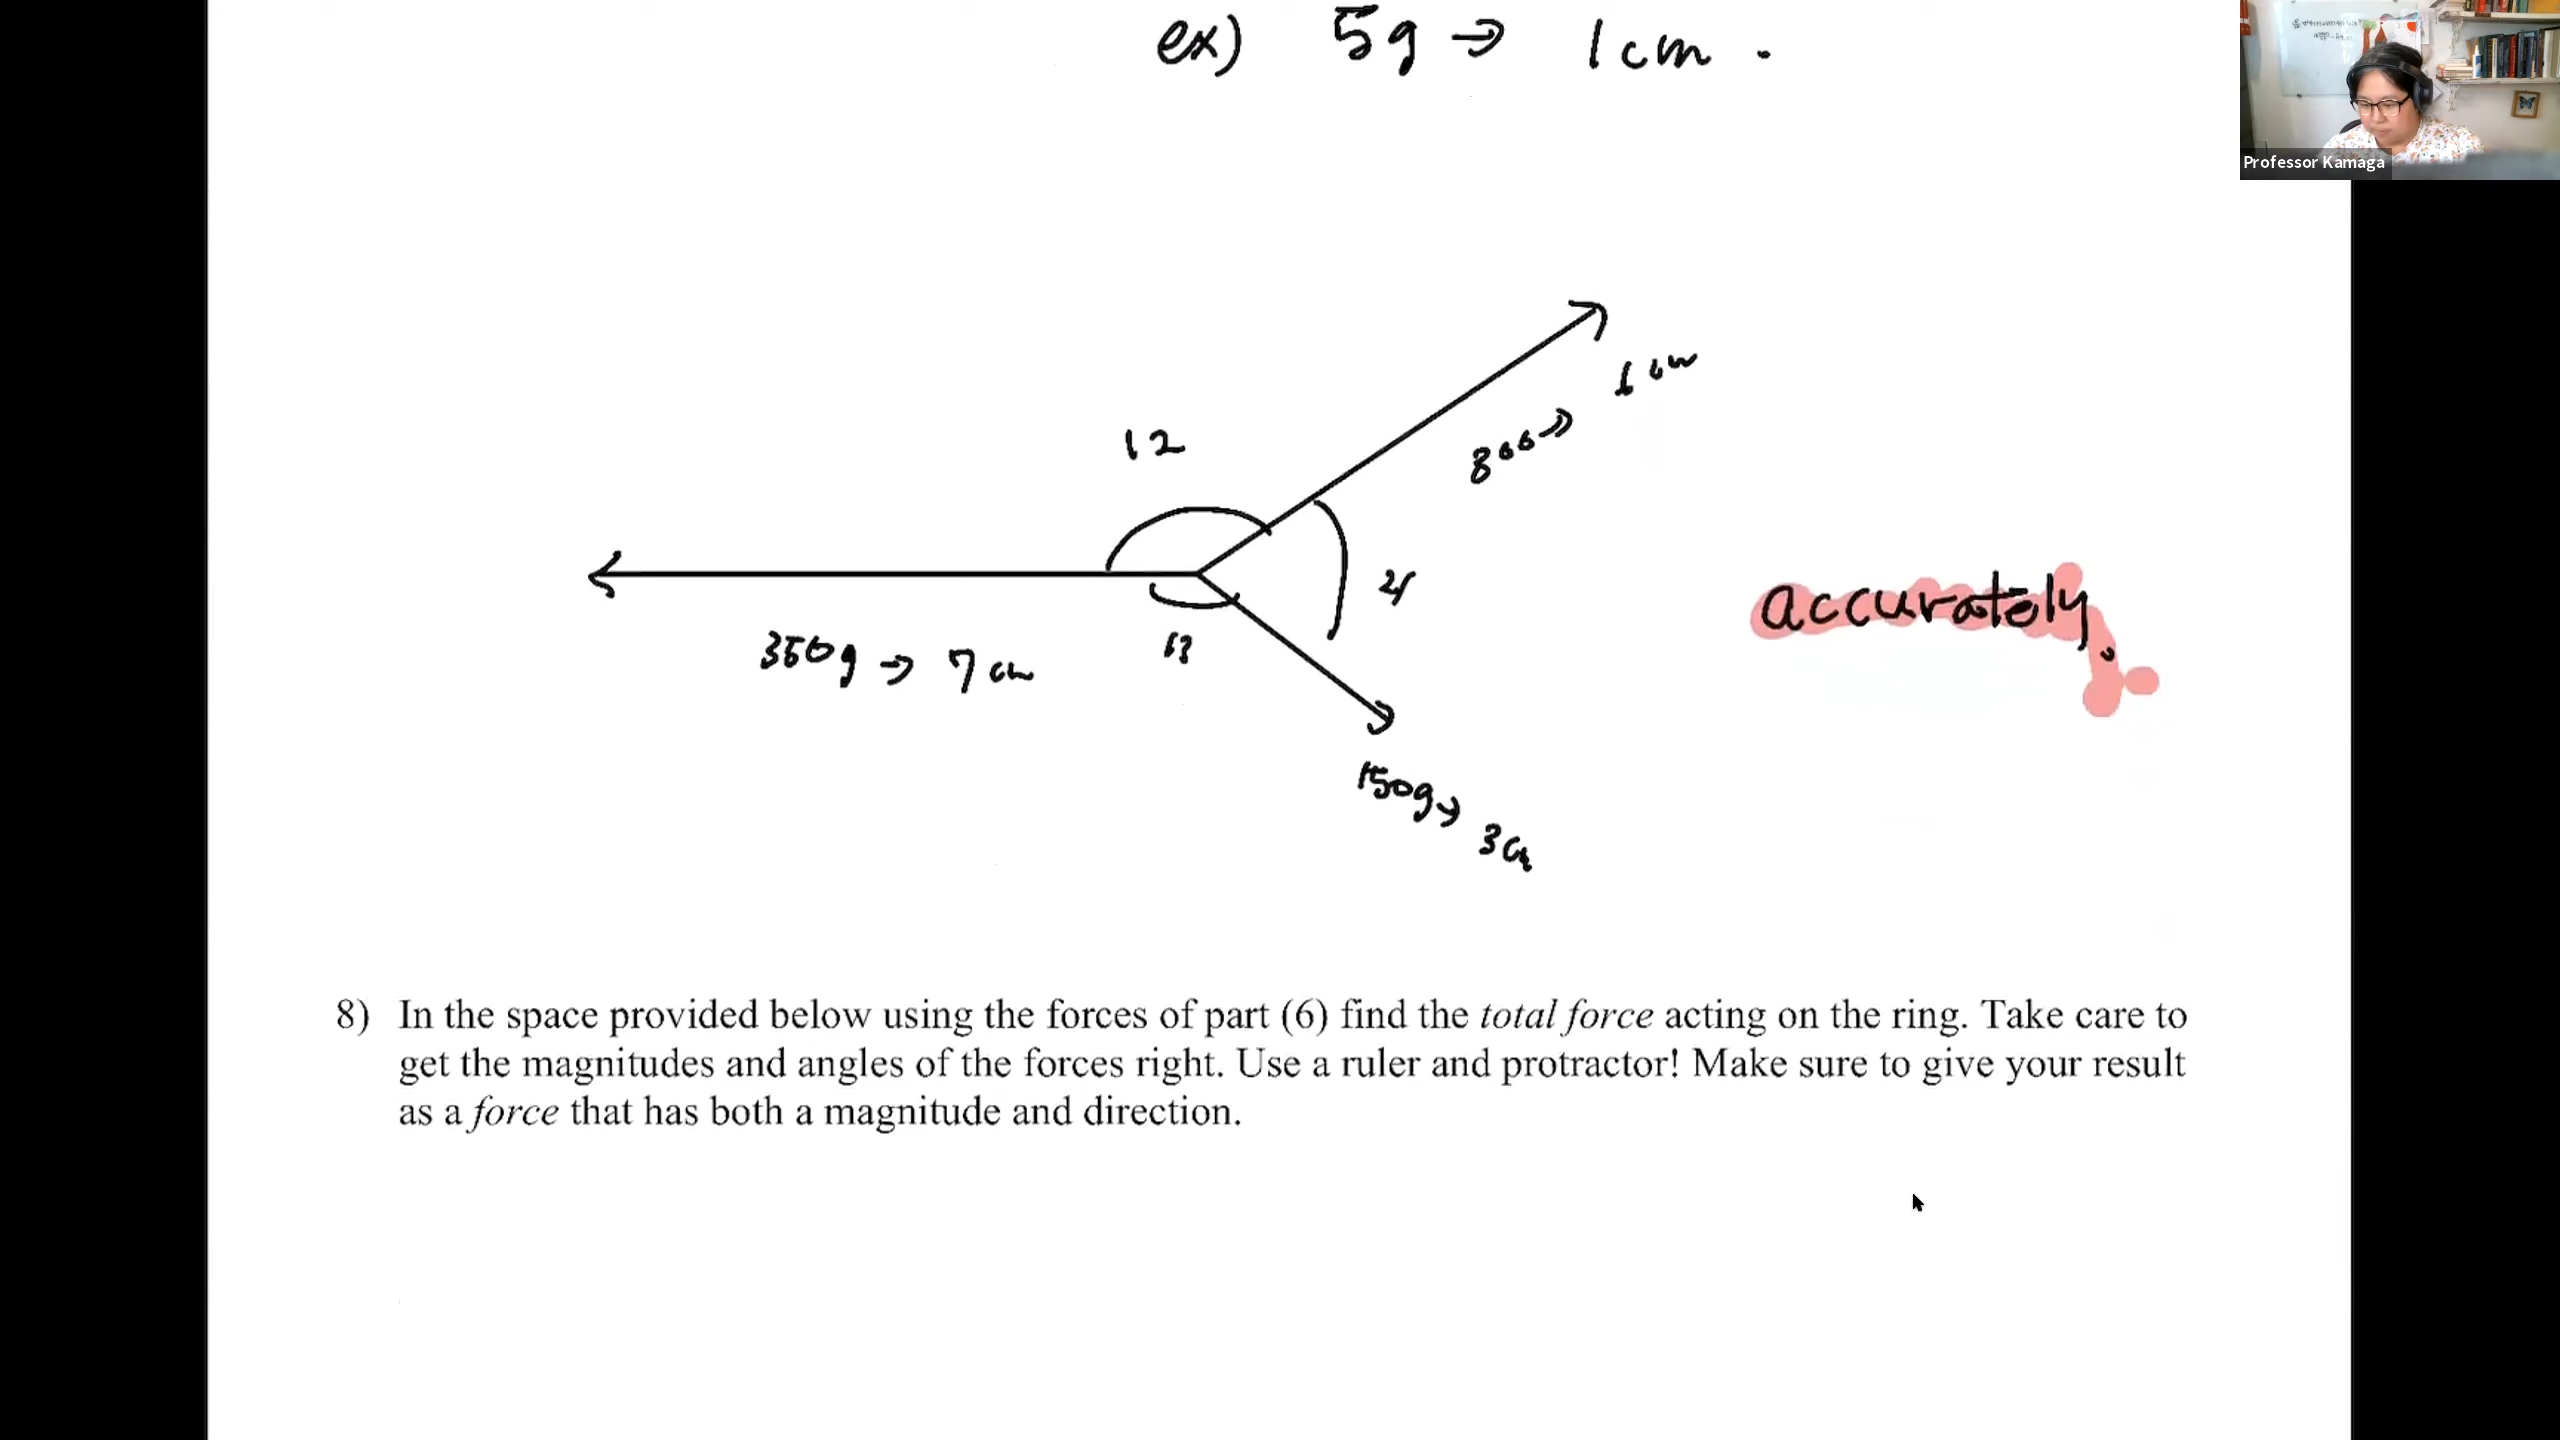 ex) 5g → 1cm.
Professor Kamaga
12
350g → 7 cm
13
150g →
accurately.
8) In the space provided below using the forces of part (6) find the total force acting on the ring. Take care to
get the magnitudes and angles of the forces right. Use a ruler and protractor! Make sure to give your result
as a force that has both a magnitude and direction.